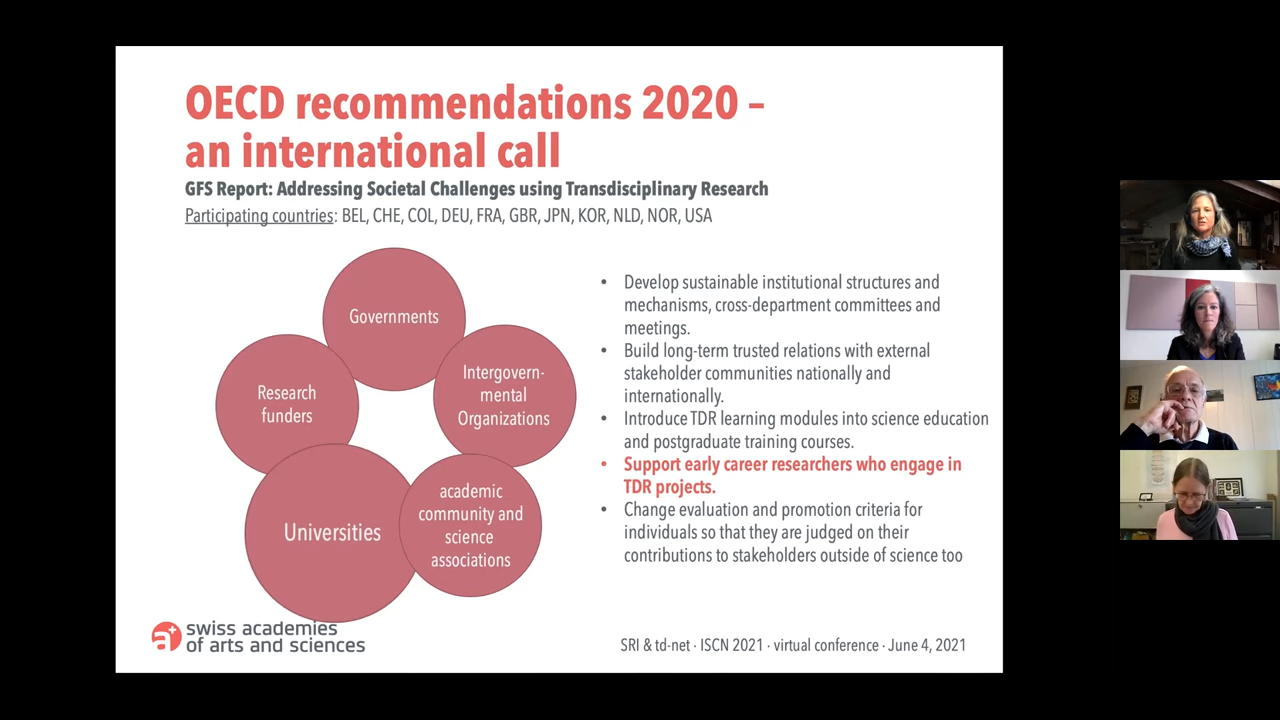 OECD recommendations 2020 –
an international call
GFS Report: Addressing Societal Challenges using Transdisciplinary Research
Participating countries: BEL, CHE, COL, DEU, FRA, GBR, JPN, KOR, NLD, NOR, USA
Governments
Intergovern-
mental
Organizations
Research
funders
Universities
academic
community and
science
associations
• Develop sustainable institutional structures and
mechanisms, cross-department committees and
meetings.
• Build long-term trusted relations with external
stakeholder communities nationally and
internationally.
• Introduce TDR learning modules into science education
and postgraduate training courses.
• Support early career researchers who engage in
TDR projects.
• Change evaluation and promotion criteria for
individuals so that they are judged on their
contributions to stakeholders outside of science too
a+
swiss academies
of arts and sciences
SRI & td-net · ISCN 2021 · virtual conference · June 4, 2021